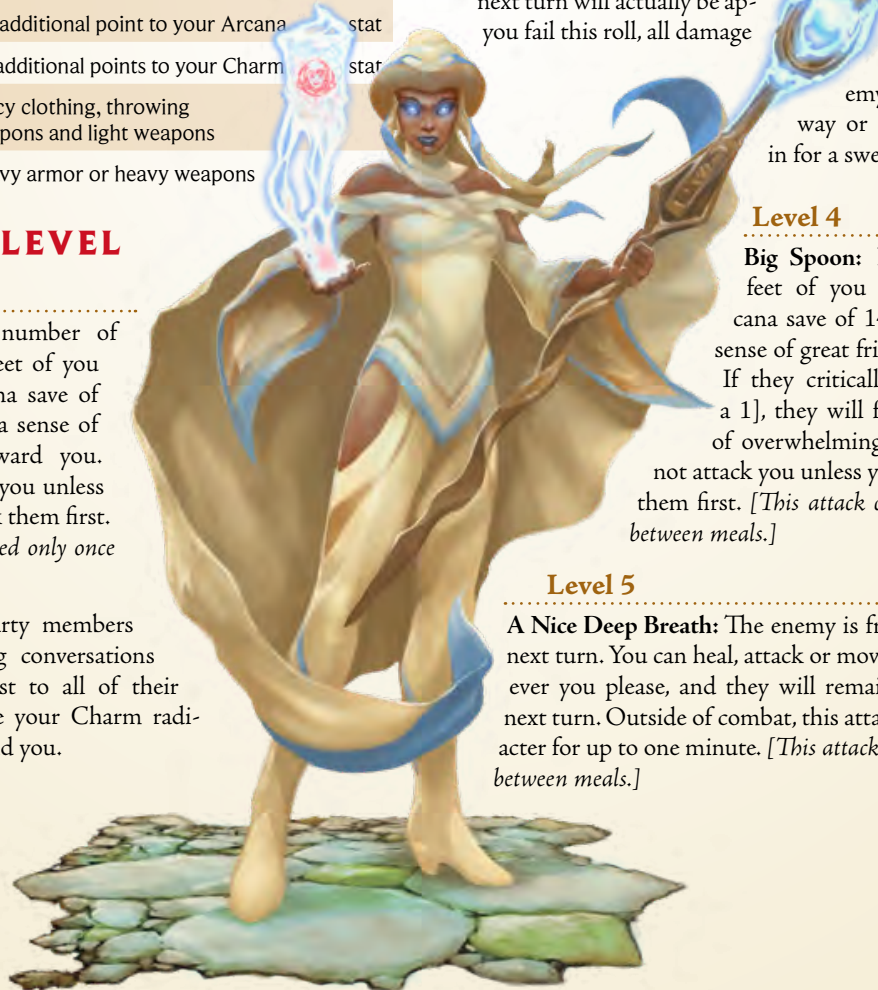 additional point to your Arcana stat
additional points to your Charm stat
cy clothing, throwing
pons and light weapons
vy armor or heavy weapons
LEVEL
number of
eet of you
na save of
a sense of
ward you.
you unless
them first.
ed only once
rty members
g conversations
st to all of their
e your Charm radi-
d you.
next turn will actually be ap-
you fail this roll, all damage
emy
way or
in for a swe
Level 4
Big Spoon:
feet of you
cana save of 14
sense of great fri
If they critically
a 1], they will f
of overwhelming
not attack you unless y
them first. [This attack c
between meals.]
Level 5
A Nice Deep Breath: The enemy is fr
next turn. You can heal, attack or mov
ever you please, and they will remai
next turn. Outside of combat, this atta
acter for up to one minute. [This attack
between meals.]